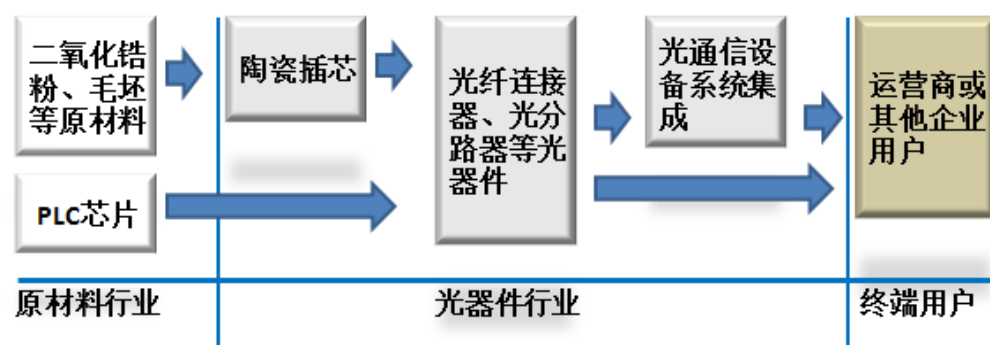 二氧化锆
粉、毛坯
等原材料
陶瓷插芯
光纤连接
器、光分
路器等光
器件
光通信设
备系统集
成
运营商或
其他企业
用户
PLC芯片
原材料行业
光器件行业
终端用户